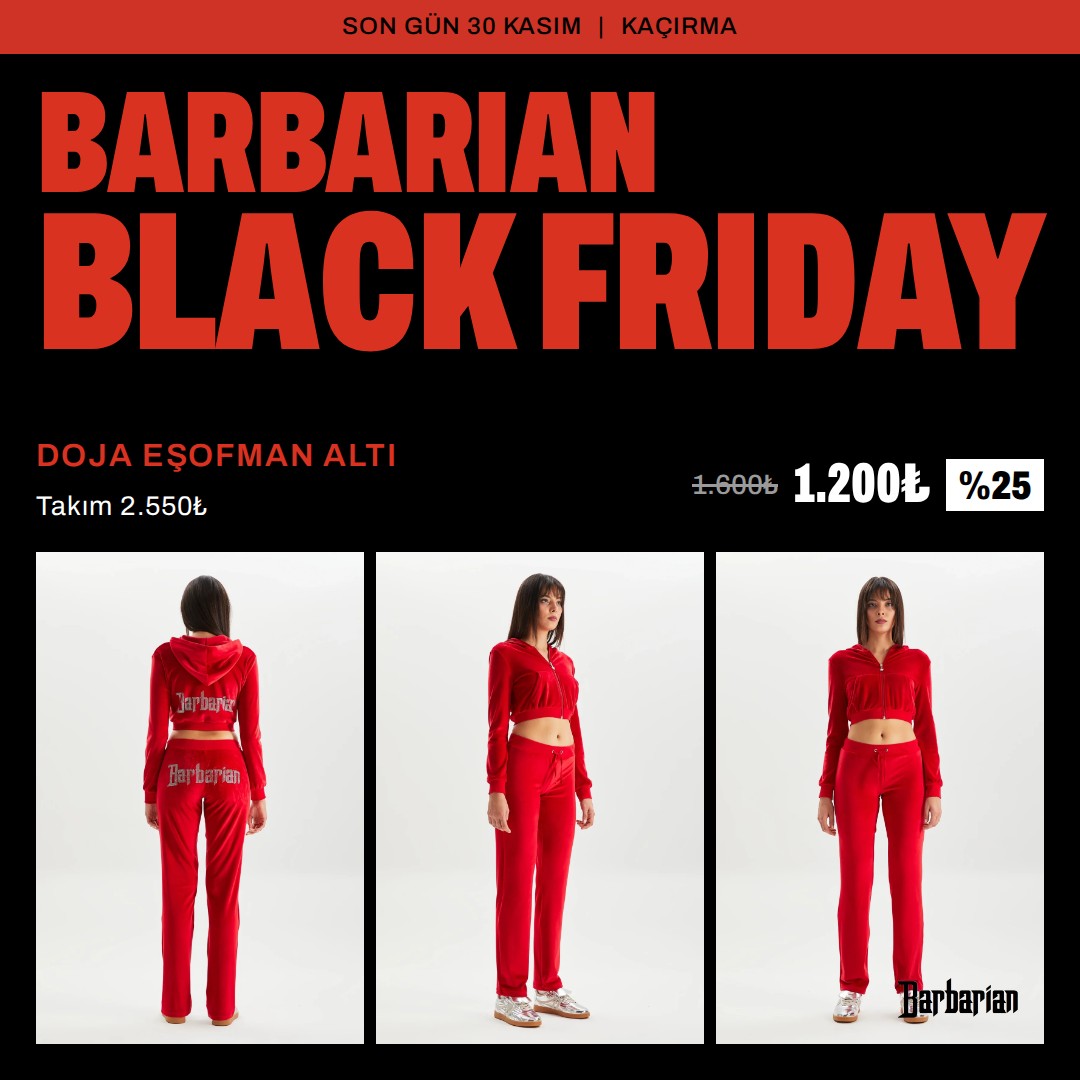 SON GÜN 30 KASIM | KAÇIRMA
BARBARIAN
BLACK FRIDAY
DOJA EŞOFMAN ALTI
Takım 2.550₺
1.600₺ 1.200₺ %25
Barbarian
Barbarian
Barbarian